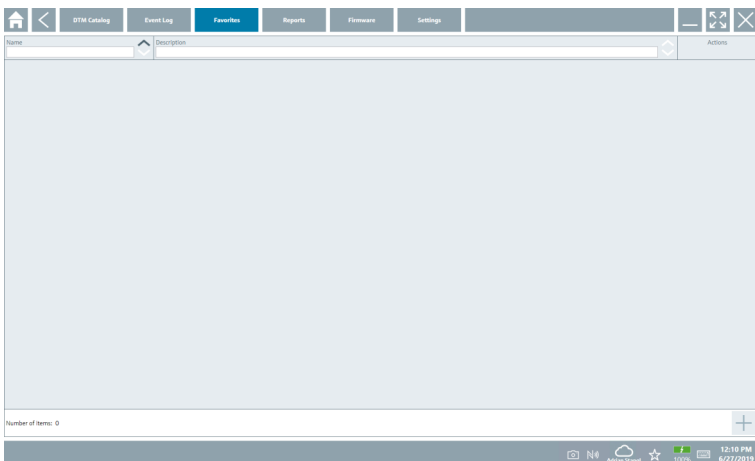 DTM Catalog
Event Log
Favorites
Reports
Firmware
Settings
Name
Description
Actions
Number of items: 0
100%
12:10 PM
6/27/2019